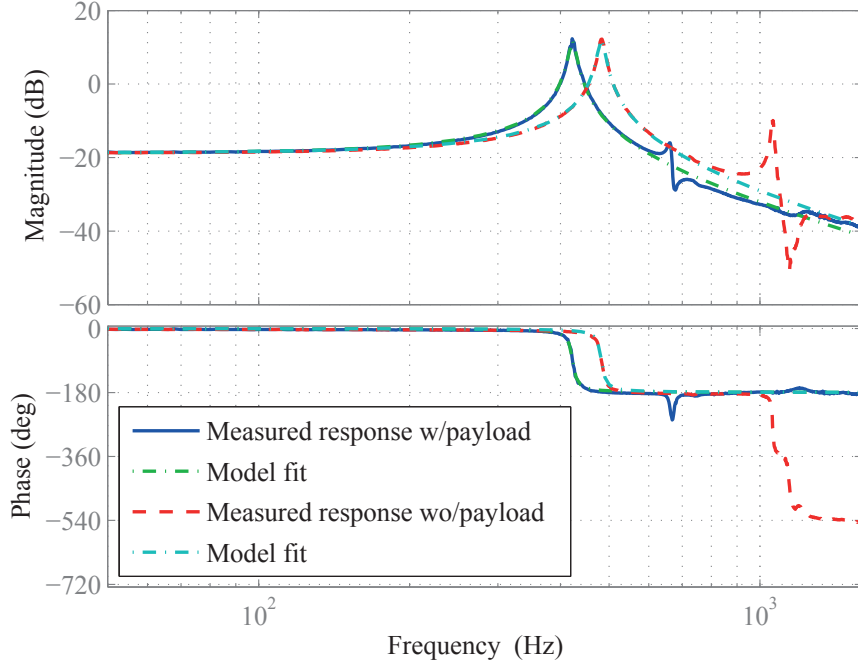 20
0
−20
−40
−60
Magnitude (dB)
0
−180
−360
−540
−720
Phase (deg)
Measured response w/payload
Model fit
Measured response wo/payload
Model fit
10²
10³
Frequency (Hz)